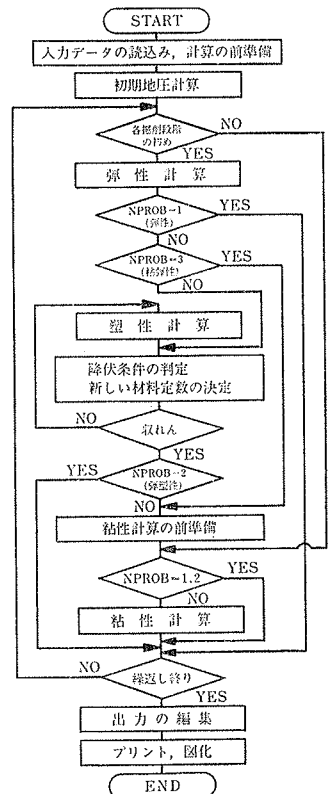 START
入力データの読込み，計算の前準備
初期地圧計算
各掘削段階
の初め
NO
YES
弾性計算
NPROB=1
(弾性)
YES
NO
NPROB=3
(粘弾性)
YES
NO
塑性計算
降伏条件の判定
新しい材料定数の決定
NO
収れん
YES
YES
NPROB=2
(弾塑性)
NO
粘性計算の前準備
NPROB=1.2
YES
NO
粘性計算
NO
繰返し終り
YES
出力の編集
プリント，図化
END